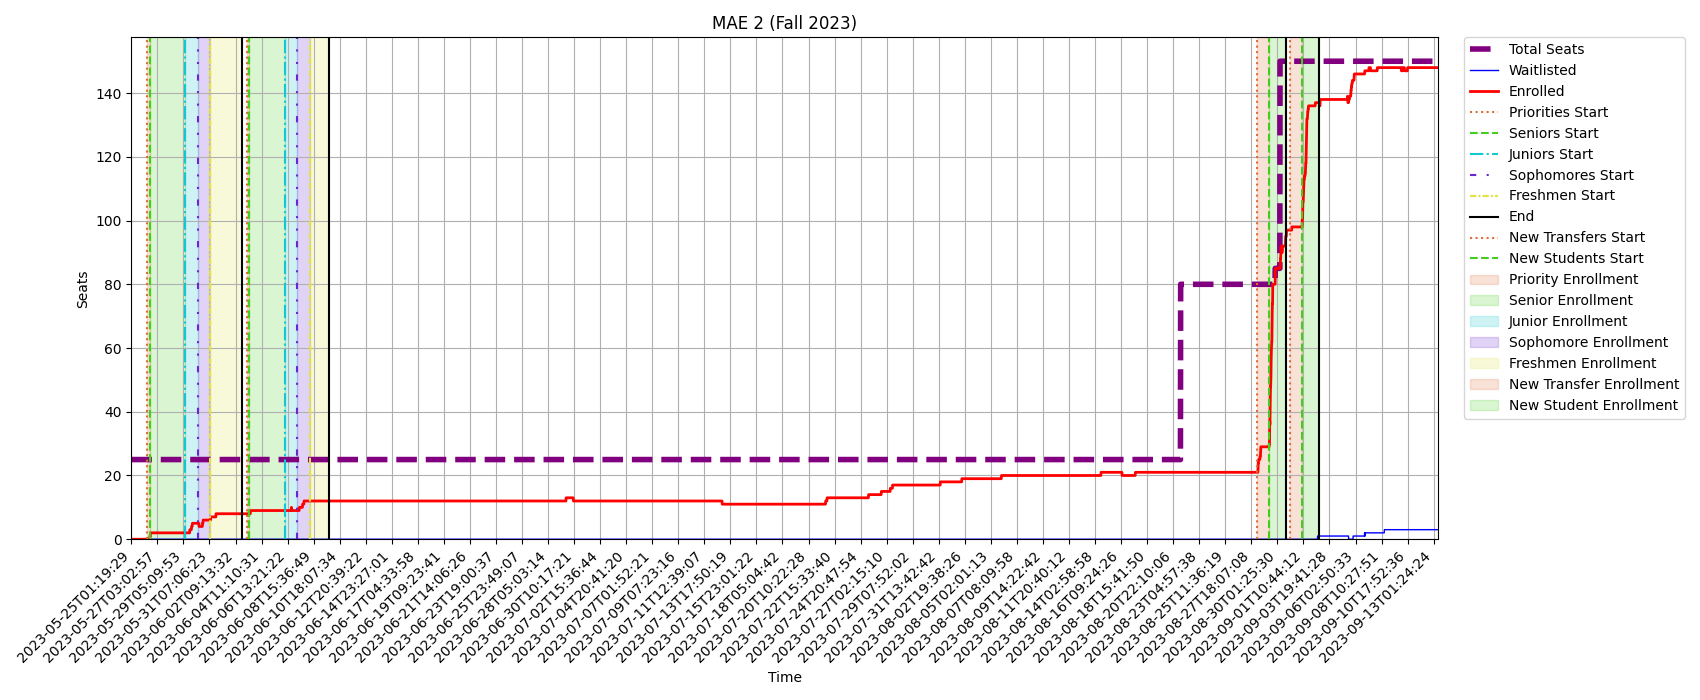 MAE 2 (Fall 2023)
Seats
140
120
100
80
60
40
20
0
2023-05-25T01:19:29
2023-05-27T03:02:57
2023-05-29T05:09:53
2023-05-31T07:06:23
2023-06-02T09:13:32
2023-06-04T11:10:31
2023-06-06T13:21:22
2023-06-08T15:36:49
2023-06-10T18:07:34
2023-06-12T20:39:22
2023-06-14T23:27:01
2023-06-17T04:33:58
2023-06-19T09:23:41
2023-06-21T14:06:26
2023-06-23T19:00:37
2023-06-25T23:49:07
2023-06-28T05:03:14
2023-06-30T10:17:21
2023-07-02T15:36:44
2023-07-04T20:41:20
2023-07-07T01:52:21
2023-07-09T07:23:16
2023-07-11T12:39:07
2023-07-13T17:50:19
2023-07-15T23:01:22
2023-07-18T05:04:42
2023-07-20T10:22:28
2023-07-22T15:33:40
2023-07-24T20:47:54
2023-07-27T02:15:10
2023-07-29T07:52:02
2023-07-31T13:42:42
2023-08-02T19:38:26
2023-08-05T02:01:13
2023-08-07T08:09:58
2023-08-09T14:22:42
2023-08-11T20:40:12
2023-08-14T02:58:58
2023-08-16T09:24:26
2023-08-18T15:41:50
2023-08-20T22:10:06
2023-08-23T04:57:38
2023-08-25T11:36:19
2023-08-27T18:07:08
2023-08-30T01:25:30
2023-09-01T10:44:12
2023-09-03T19:41:28
2023-09-06T02:50:33
2023-09-08T10:27:51
2023-09-10T17:52:36
2023-09-13T01:24:24
Time
Total Seats
Waitlisted
Enrolled
Priorities Start
Seniors Start
Juniors Start
Sophomores Start
Freshmen Start
End
New Transfers Start
New Students Start
Priority Enrollment
Senior Enrollment
Junior Enrollment
Sophomore Enrollment
Freshmen Enrollment
New Transfer Enrollment
New Student Enrollment